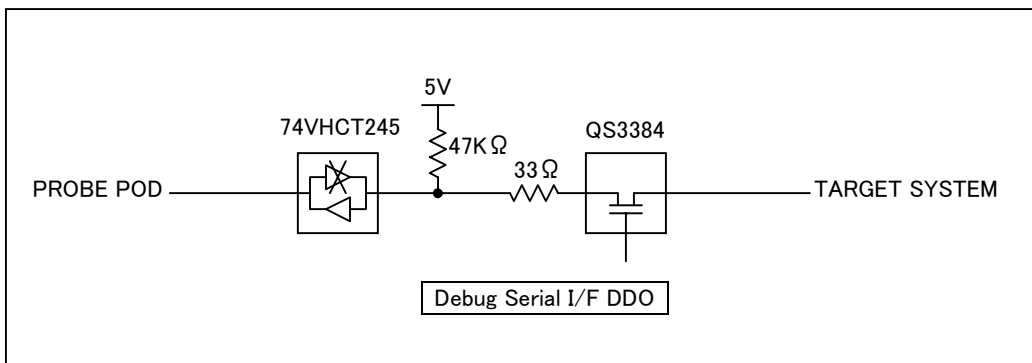 5V
74VHCT245
47KΩ
QS3384
33Ω
PROBE POD
TARGET SYSTEM
Debug Serial I/F DDO